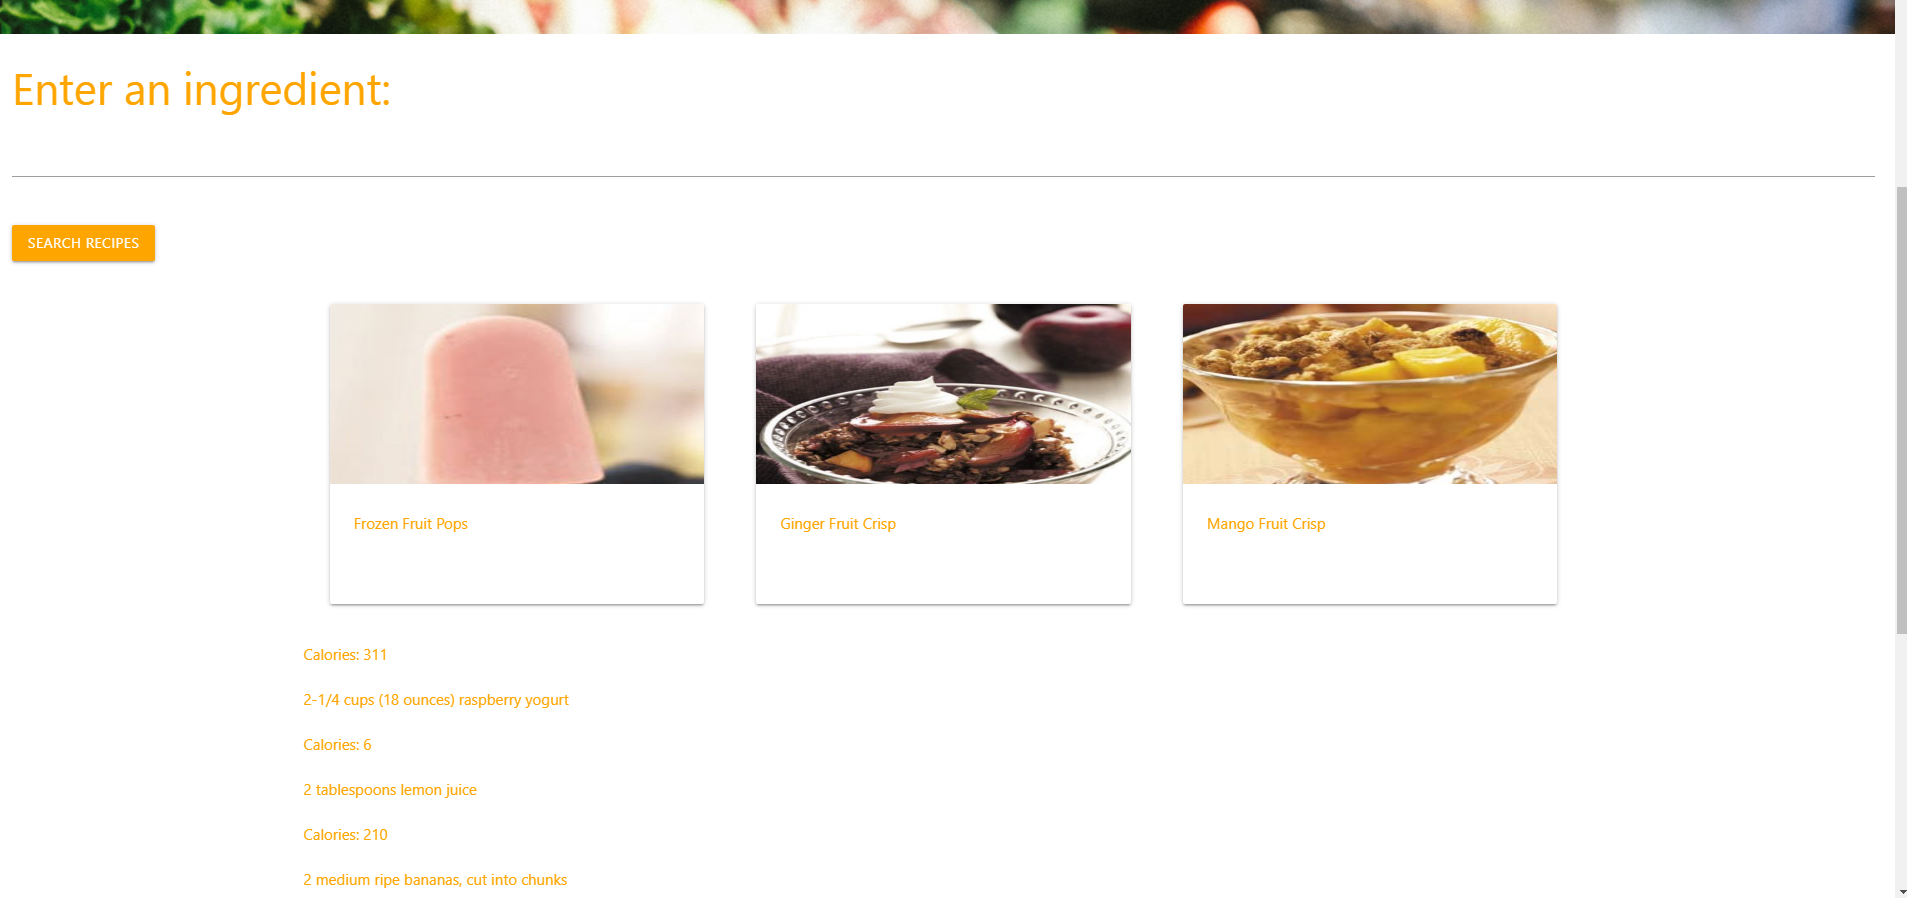 Enter an ingredient:
SEARCH RECIPES
Frozen Fruit Pops
Ginger Fruit Crisp
Mango Fruit Crisp
Calories: 311
2-1/4 cups (18 ounces) raspberry yogurt
Calories: 6
2 tablespoons lemon juice
Calories: 210
2 medium ripe bananas, cut into chunks